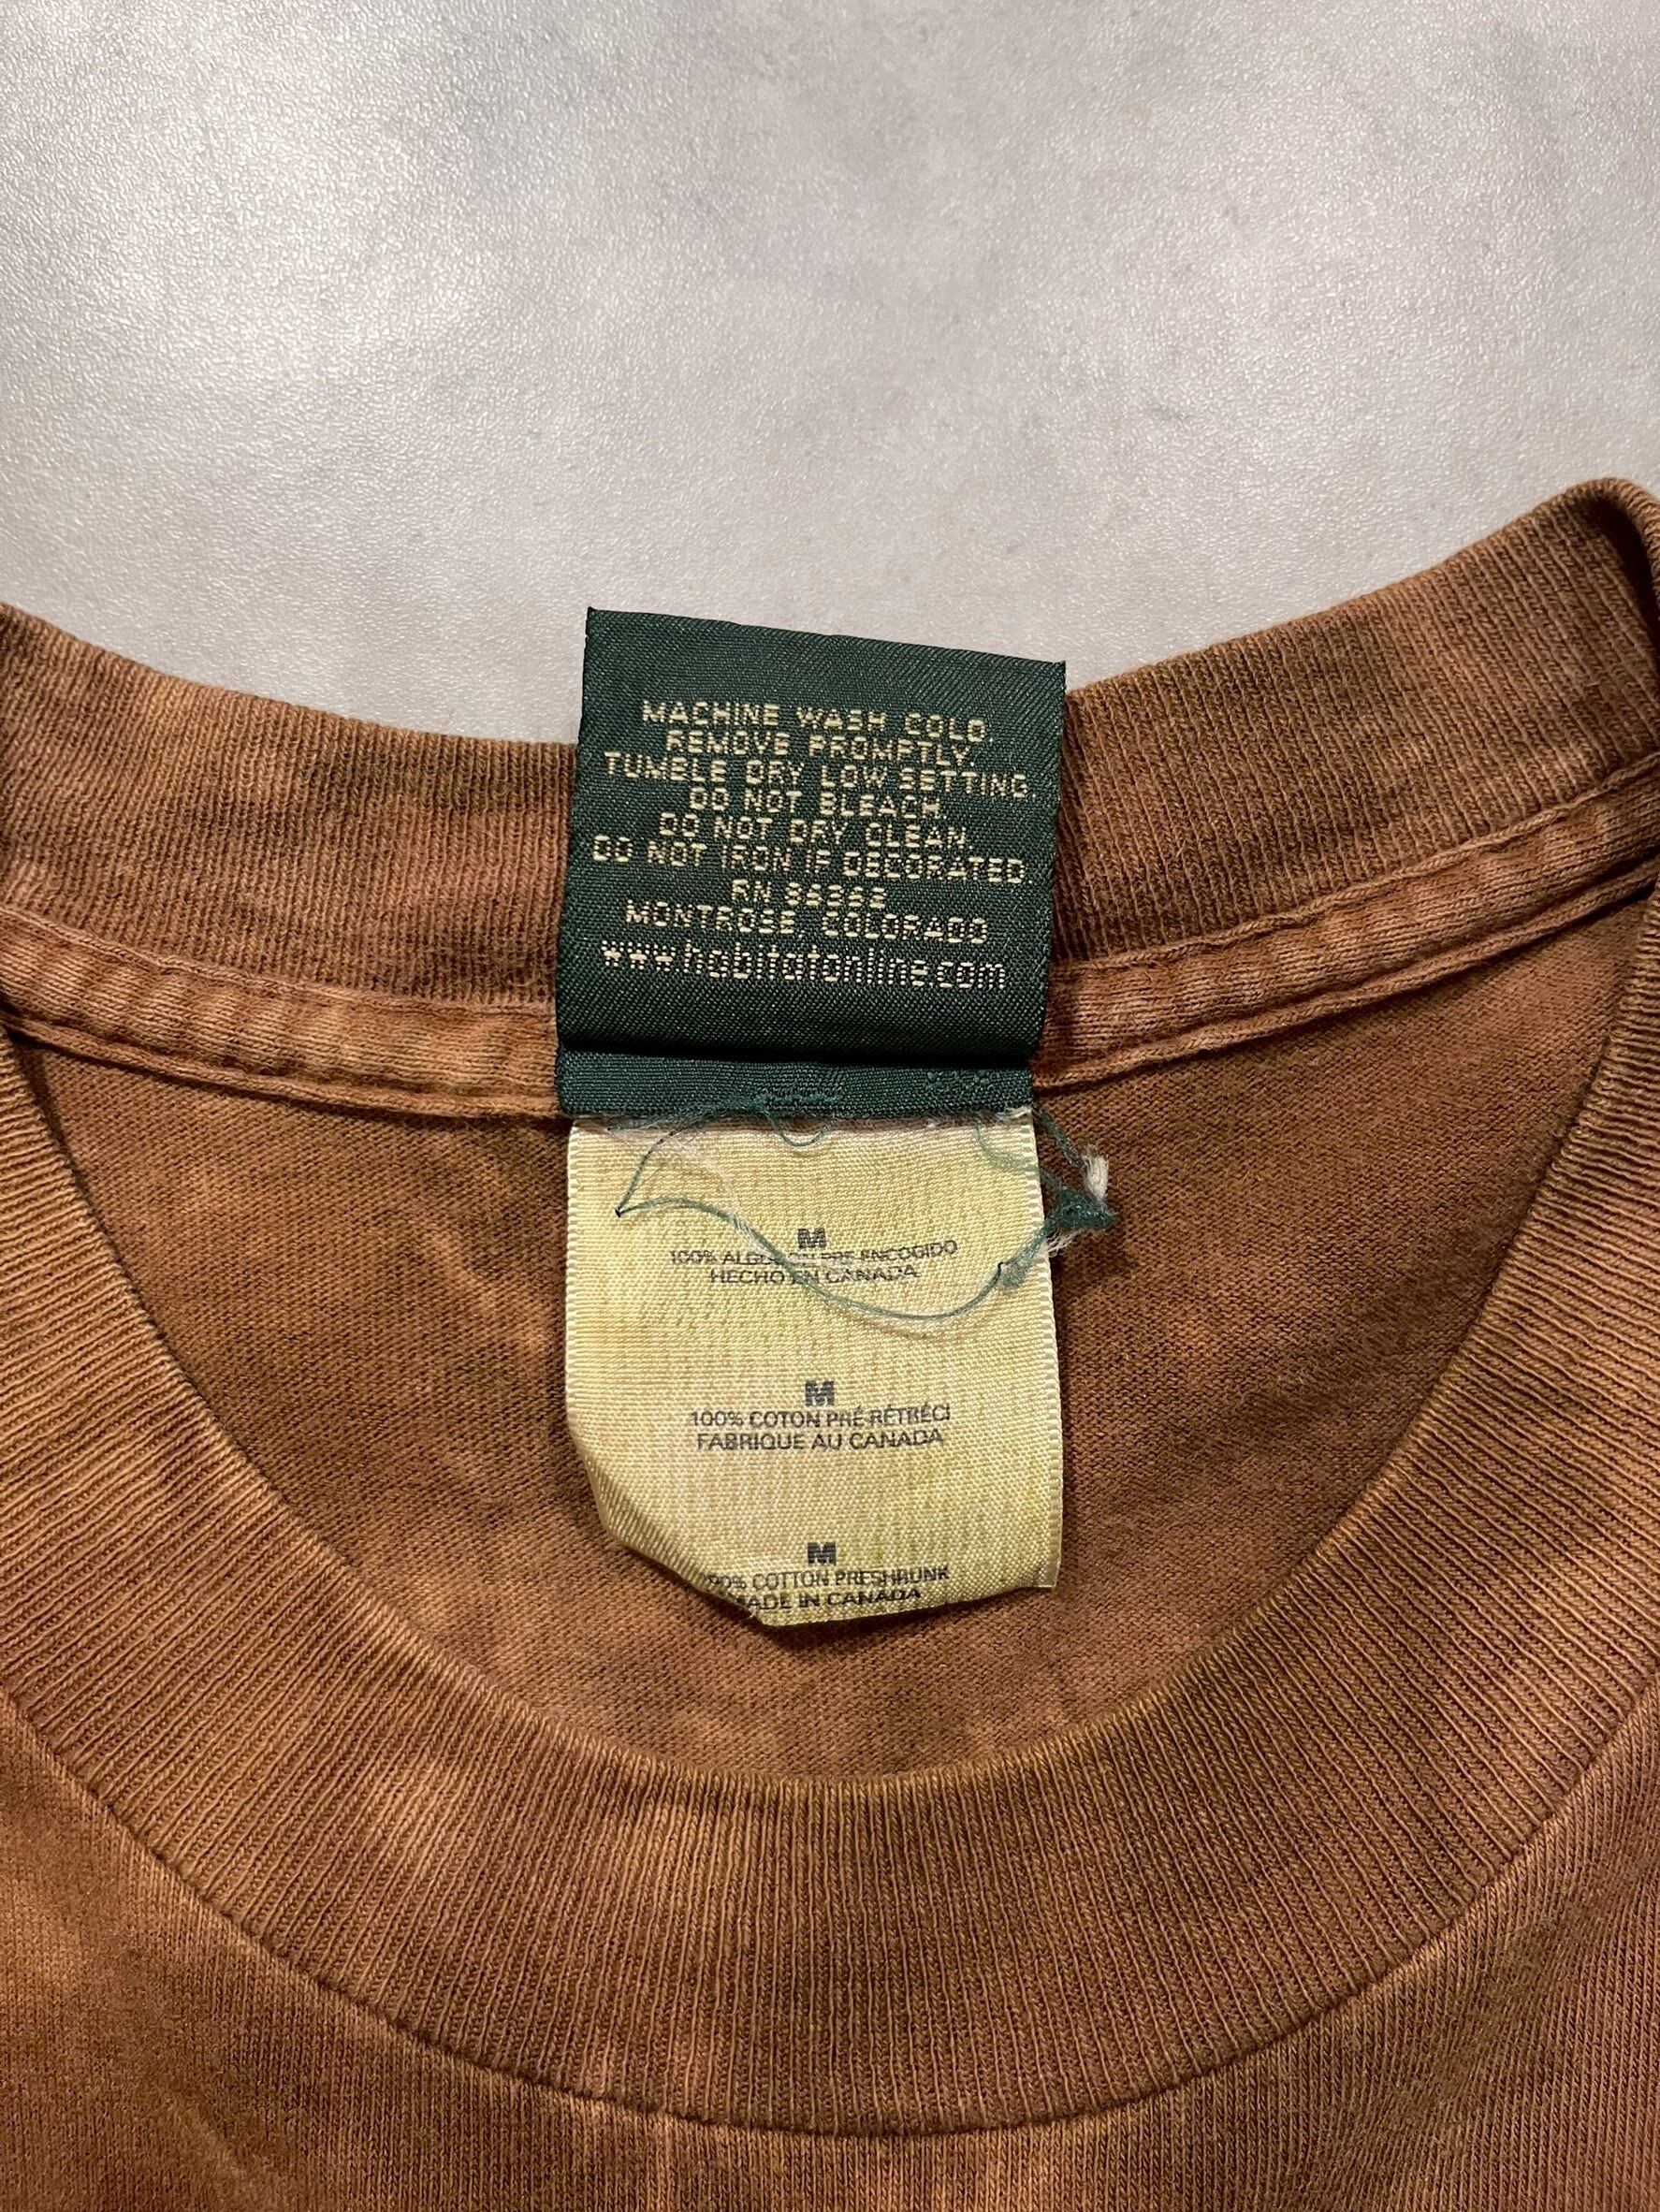 MACHINE WASH COLD
REMOVE PROMPTLY.
TUMBLE DRY LOW SETTING.
DO NOT BLEACH.
DO NOT DRY CLEAN.
DO NOT IRON IF DECORATED.
RN
MONTROSE, COLORADO
www.habitatonline.com
M
100% ALGODON PRE-ENCOGIDO
HECHO EN CANADA
M
100% COTON PRÉ-RÉTRÉCI
FABRIQUE AU CANADA
M
100% COTTON PRESHRUNK
MADE IN CANADA